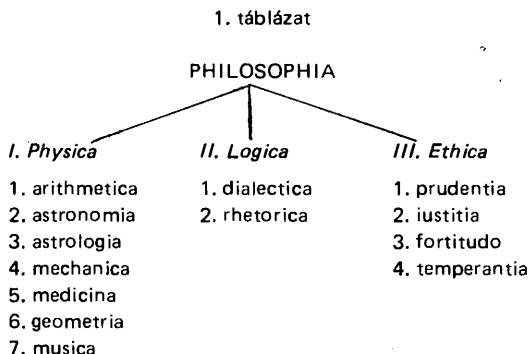 1. táblázat
PHILOSOPHIA
I. Physica
1. arithmetica
2. astronomia
3. astrologia
4. mechanica
5. medicina
6. geometria
7. musica
II. Logica
1. dialectica
2. rhetorica
III. Ethica
1. prudentia
2. iustitia
3. fortitudo
4. temperantia